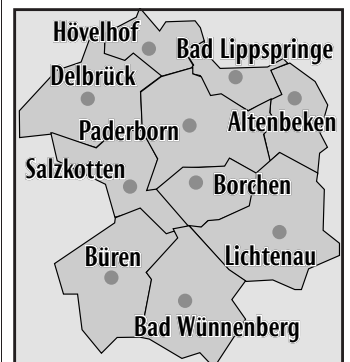 Hövelhof
Bad Lippspringe
Delbrück
Altenbeken
Paderborn
Salzkotten
Borchen
Büren
Lichtenau
Bad Wünnenberg